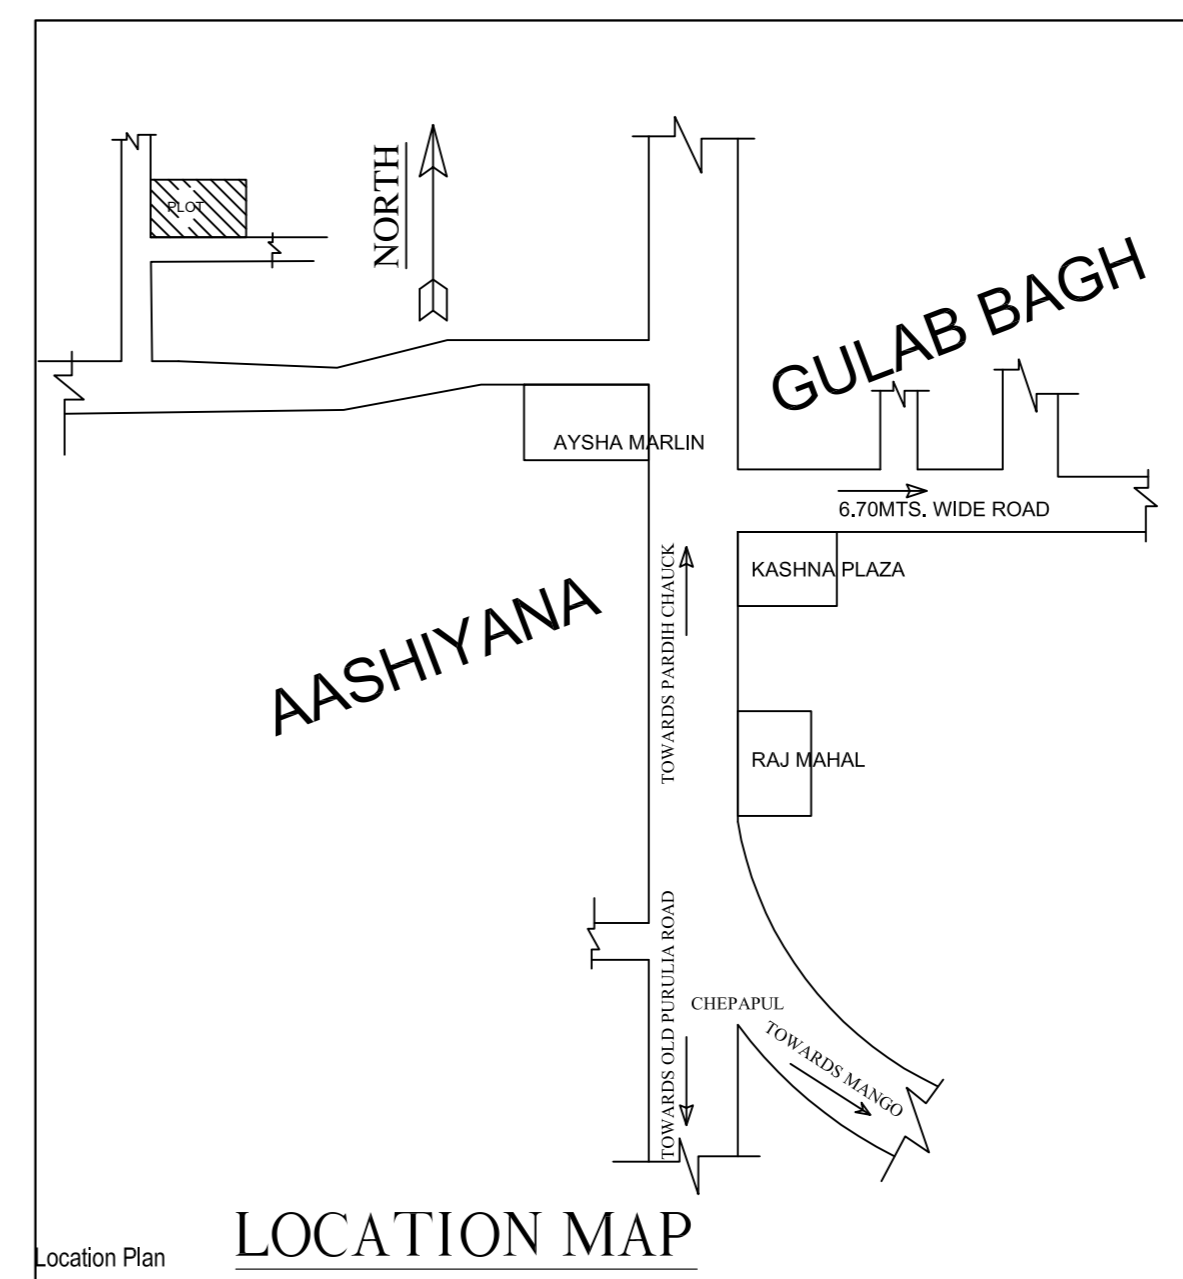 PLOT
NORTH
GULAB BAGH
AYSHA MARLIN
6.70MTS. WIDE ROAD
KASHNA PLAZA
TOWARDS PARDIH CHAUCK
AASHIYANA
RAJ MAHAL
TOWARDS OLD PURULIA ROAD
CHEPAPUL
TOWARDS MANGO
LOCATION MAP
Location Plan